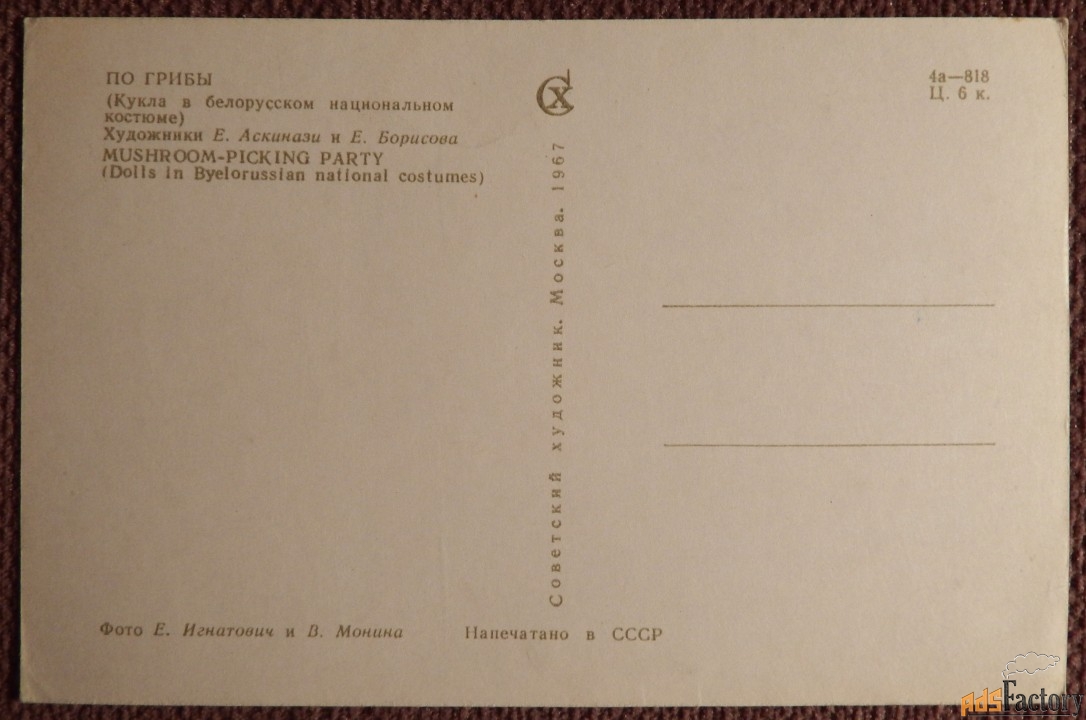 ПО ГРИБЫ
(Кукла в белорусском национальном
костюме)
Художники Е. Аскинази и Е. Борисова
MUSHROOM-PICKING PARTY
(Dolls in Byelorussian national costumes)
СХ
4а—818
Ц. 6 к.
Советский художник. Москва. 1967
Фото Е. Игнатович и В. Монина
Напечатано в СССР
AdsFactory